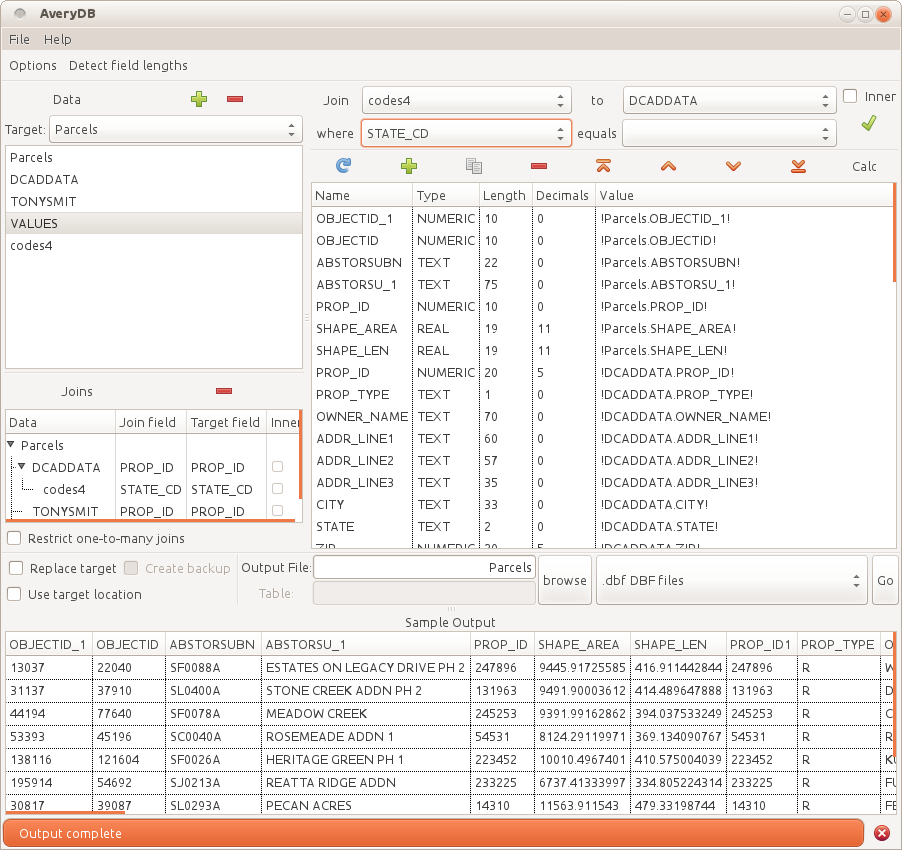 AveryDB
File Help
Options Detect field lengths
Data
Target: Parcels
Parcels
DCADDATA
TONYSMIT
VALUES
codes4
Join codes4 to DCADDATA Inner
where STATE_CD equals
Calc
Name Type Length Decimals Value
OBJECTID_1 NUMERIC 10 0 !Parcels.OBJECTID_1!
OBJECTID NUMERIC 10 0 !Parcels.OBJECTID!
ABSTORSUBN TEXT 22 0 !Parcels.ABSTORSUBN!
ABSTORSU_1 TEXT 75 0 !Parcels.ABSTORSU_1!
PROP_ID NUMERIC 10 0 !Parcels.PROP_ID!
SHAPE_AREA REAL 19 11 !Parcels.SHAPE_AREA!
SHAPE_LEN REAL 19 11 !Parcels.SHAPE_LEN!
PROP_ID NUMERIC 20 5 !DCADDATA.PROP_ID!
PROP_TYPE TEXT 1 0 !DCADDATA.PROP_TYPE!
OWNER_NAME TEXT 70 0 !DCADDATA.OWNER_NAME!
ADDR_LINE1 TEXT 60 0 !DCADDATA.ADDR_LINE1!
ADDR_LINE2 TEXT 57 0 !DCADDATA.ADDR_LINE2!
ADDR_LINE3 TEXT 35 0 !DCADDATA.ADDR_LINE3!
CITY TEXT 33 0 !DCADDATA.CITY!
STATE TEXT 2 0 !DCADDATA.STATE!
ZIP NUMERIC 20 5 !DCADDATA.ZIP!
Joins
Data Join field Target field Inner
Parcels
DCADDATA PROP_ID PROP_ID
codes4 STATE_CD STATE_CD
TONYSMIT PROP_ID PROP_ID
Restrict one-to-many joins
Replace target Create backup Output File: Parcels browse .dbf DBF files Go
Use target location Table:
Sample Output
OBJECTID_1 OBJECTID ABSTORSUBN ABSTORSU_1 PROP_ID SHAPE_AREA SHAPE_LEN PROP_ID1 PROP_TYPE O
13037 22040 SF0088A ESTATES ON LEGACY DRIVE PH 2 247896 9445.91725585 416.911442844 247896 R W
31137 37910 SL0400A STONE CREEK ADDN PH 2 131963 9491.90003612 414.489647888 131963 R D
44194 77640 SF0078A MEADOW CREEK 245253 9391.99162862 394.037533249 245253 R C
53393 45196 SC0040A ROSEMEADE ADDN 1 54531 8124.29119971 369.134090767 54531 R R
138116 121604 SF0026A HERITAGE GREEN PH 1 223452 10010.4967401 410.575004039 223452 R K
195914 54692 SJ0213A REATTA RIDGE ADDN 233225 6737.41333997 334.805224314 233225 R FU
30817 39087 SL0293A PECAN ACRES 14310 11563.911543 479.33198744 14310 R FE
Output complete